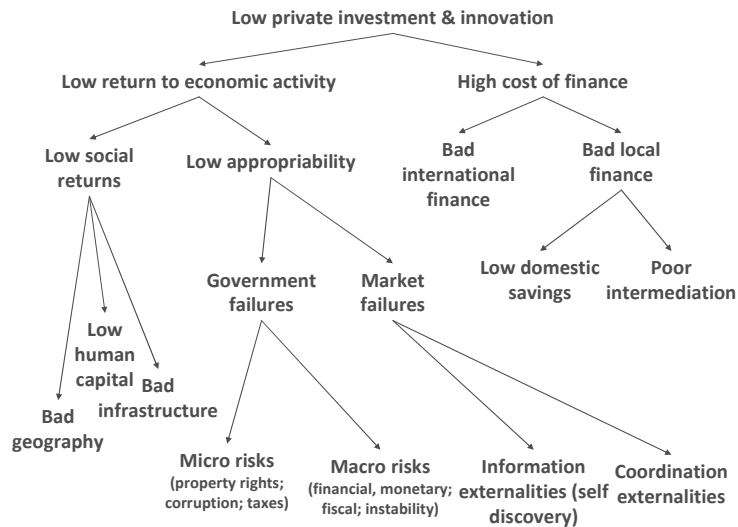 Low private investment & innovation
Low return to economic activity
High cost of finance
Low social
returns
Low appropriability
Bad
international
finance
Bad local
finance
Government
failures
Market
failures
Low domestic
savings
Poor
intermediation
Low
human
capital
Bad
infrastructure
Bad
geography
Micro risks
(property rights;
corruption; taxes)
Macro risks
(financial, monetary;
fiscal; instability)
Information
externalities (self
discovery)
Coordination
externalities